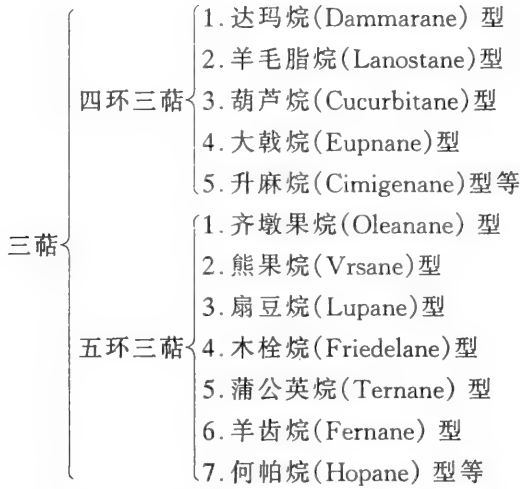 三萜
四环三萜
1.达玛烷(Dammarane) 型
2.羊毛脂烷(Lanostane)型
3.葫芦烷(Cucurbitane)型
4.大戟烷(Eupnane)型
5.升麻烷(Cimigenane)型等
五环三萜
1.齐墩果烷(Oleanane) 型
2.熊果烷(Vrsane)型
3.扇豆烷(Lupane)型
4.木栓烷(Friedelane)型
5.蒲公英烷(Ternane) 型
6.羊齿烷(Fernane) 型
7.何帕烷(Hopane) 型等